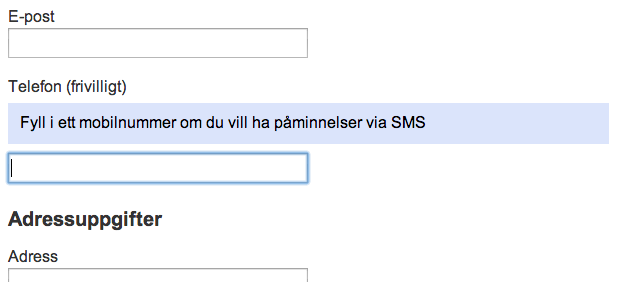 E-post
Telefon (frivilligt)
Fyll i ett mobilnummer om du vill ha påminnelser via SMS
Adressuppgifter
Adress